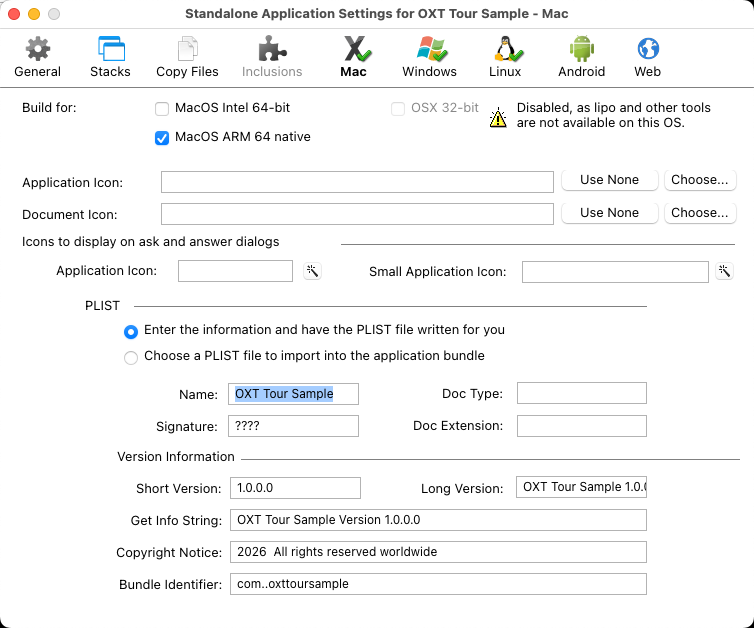 Standalone Application Settings for OXT Tour Sample - Mac
General Stacks Copy Files Inclusions Mac Windows Linux Android Web
Build for: MacOS Intel 64-bit OSX 32-bit Disabled, as lipo and other tools
are not available on this OS.
MacOS ARM 64 native
Application Icon: Use None Choose...
Document Icon: Use None Choose...
Icons to display on ask and answer dialogs
Application Icon: Small Application Icon:
PLIST
Enter the information and have the PLIST file written for you
Choose a PLIST file to import into the application bundle
Name: OXT Tour Sample Doc Type:
Signature: ???? Doc Extension:
Version Information
Short Version: 1.0.0.0 Long Version: OXT Tour Sample 1.0.0
Get Info String: OXT Tour Sample Version 1.0.0.0
Copyright Notice: 2026 All rights reserved worldwide
Bundle Identifier: com..oxttoursample